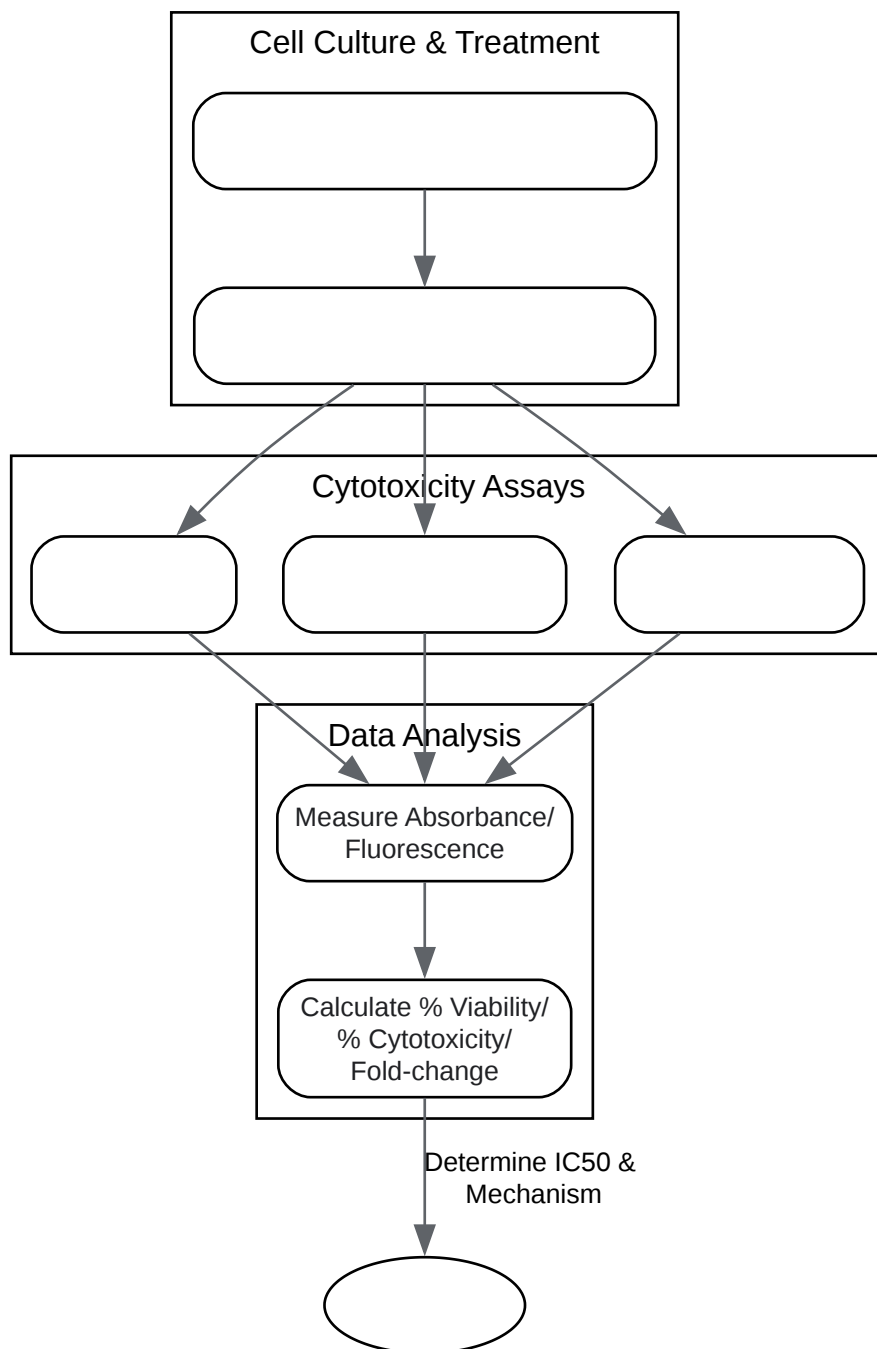 Cell Culture & Treatment
Cytotoxicity Assays
Data Analysis
Measure Absorbance/
Fluorescence
Calculate % Viability/
% Cytotoxicity/
Fold-change
Determine IC50 &
Mechanism